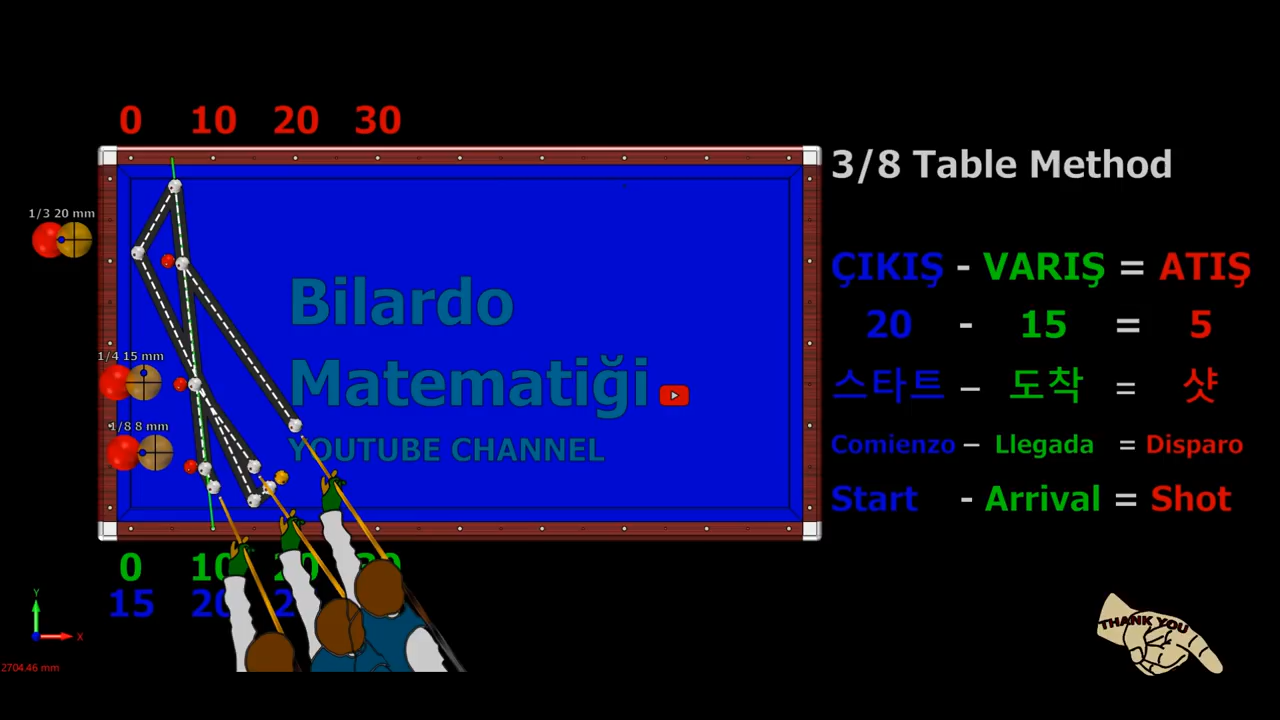 0 10 20 30
3/8 Table Method
1/3 20 mm
ÇIKIŞ - VARIŞ = ATIŞ
Bilardo
20 - 15 = 5
1/4 15 mm
Matematiği
스타트 – 도착 = 샷
1/8 8 mm
YOUTUBE CHANNEL
Comienzo – Llegada = Disparo
Start - Arrival = Shot
0 10
15
Y
X
THANK YOU
2704.46 mm